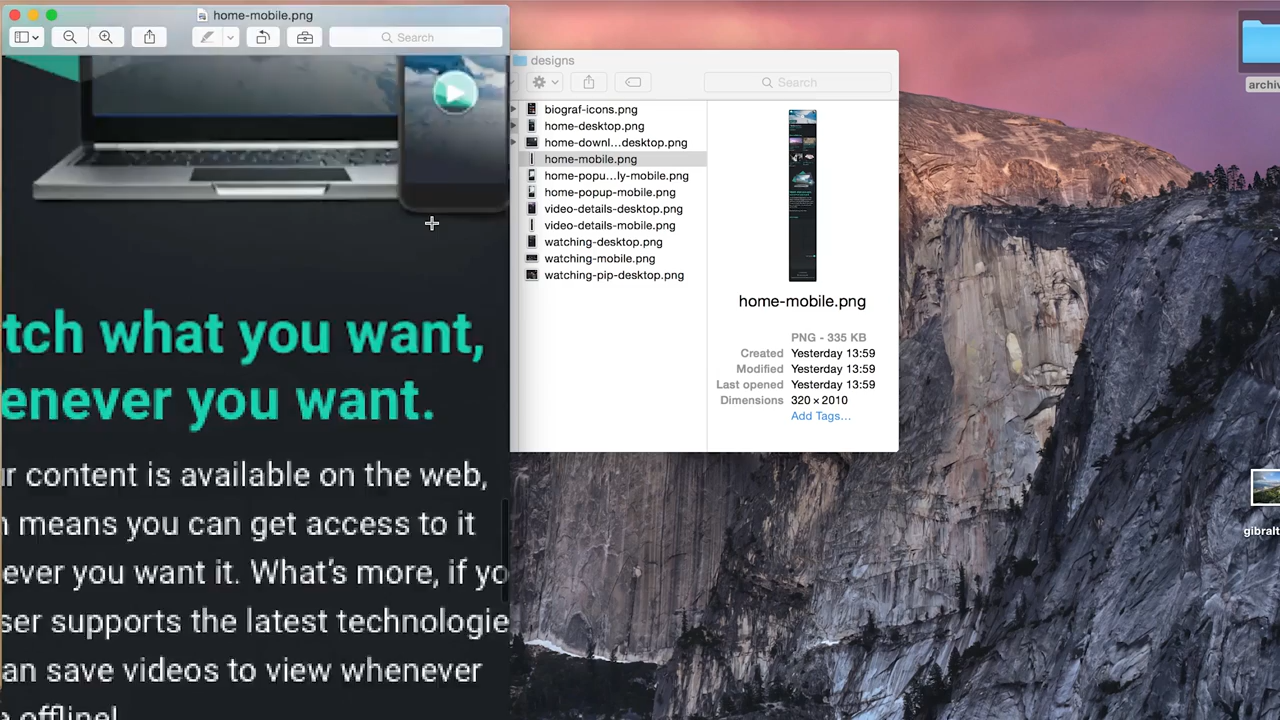 home-mobile.png
Search
tch what you want,
enever you want.
r content is available on the web,
means you can get access to it
ever you want it. What's more, if yo
ser supports the latest technologie
an save videos to view whenever
offline!
designs
Search
biograf-icons.png
home-desktop.png
home-downl...desktop.png
home-mobile.png
home-popu...ly-mobile.png
home-popup-mobile.png
video-details-desktop.png
video-details-mobile.png
watching-desktop.png
watching-mobile.png
watching-pip-desktop.png
home-mobile.png
PNG - 335 KB
Created Yesterday 13:59
Modified Yesterday 13:59
Last opened Yesterday 13:59
Dimensions 320 × 2010
Add Tags...
archiv
gibralt